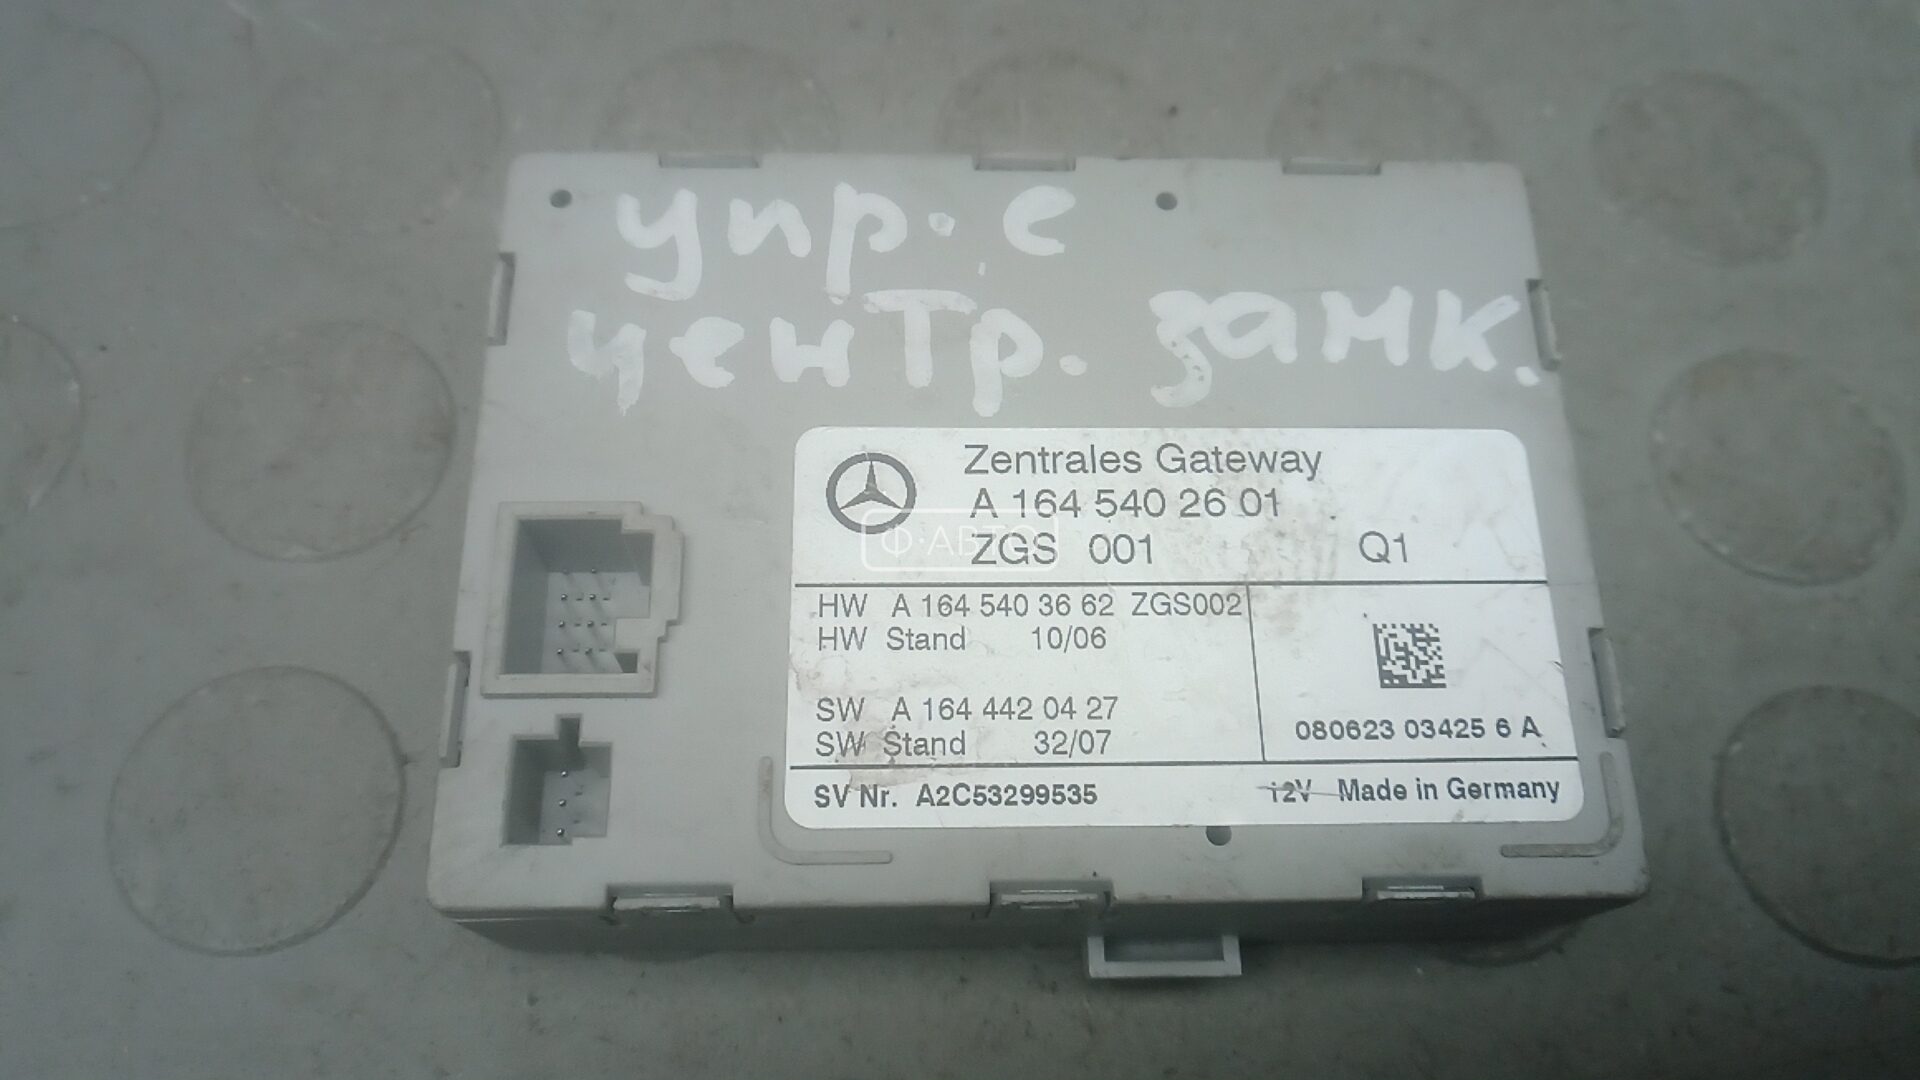 упр. с
центр. замк.
Zentrales Gateway
A 164 540 26 01
Ф·АВТО
ZGS 001 Q1
HW A 164 540 36 62 ZGS002
HW Stand 10/06
SW A 164 442 04 27
SW Stand 32/07
080623 03425 6 A
SV Nr. A2C53299535 12V Made in Germany